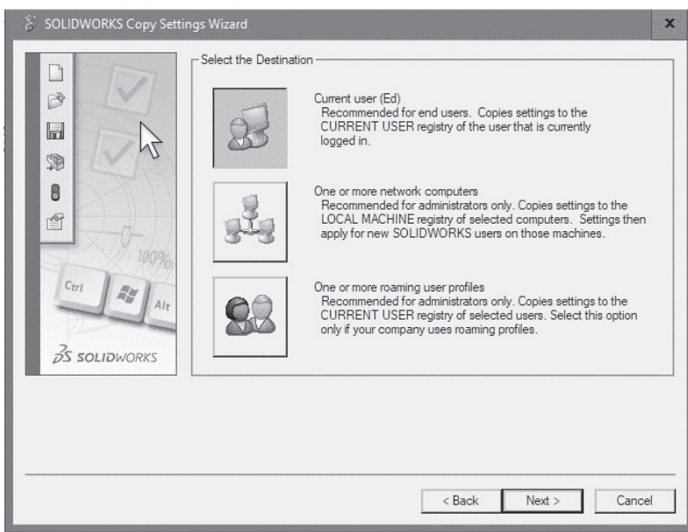 SOLIDWORKS Copy Settings Wizard
x
Select the Destination
Current user (Ed)
Recommended for end users. Copies settings to the
CURRENT USER registry of the user that is currently
logged in.
One or more network computers
Recommended for administrators only. Copies settings to the
LOCAL MACHINE registry of selected computers. Settings then
apply for new SOLIDWORKS users on those machines.
One or more roaming user profiles
Recommended for administrators only. Copies settings to the
CURRENT USER registry of selected users. Select this option
only if your company uses roaming profiles.
100%
Ctrl
Alt
SOLIDWORKS
< Back
Next >
Cancel